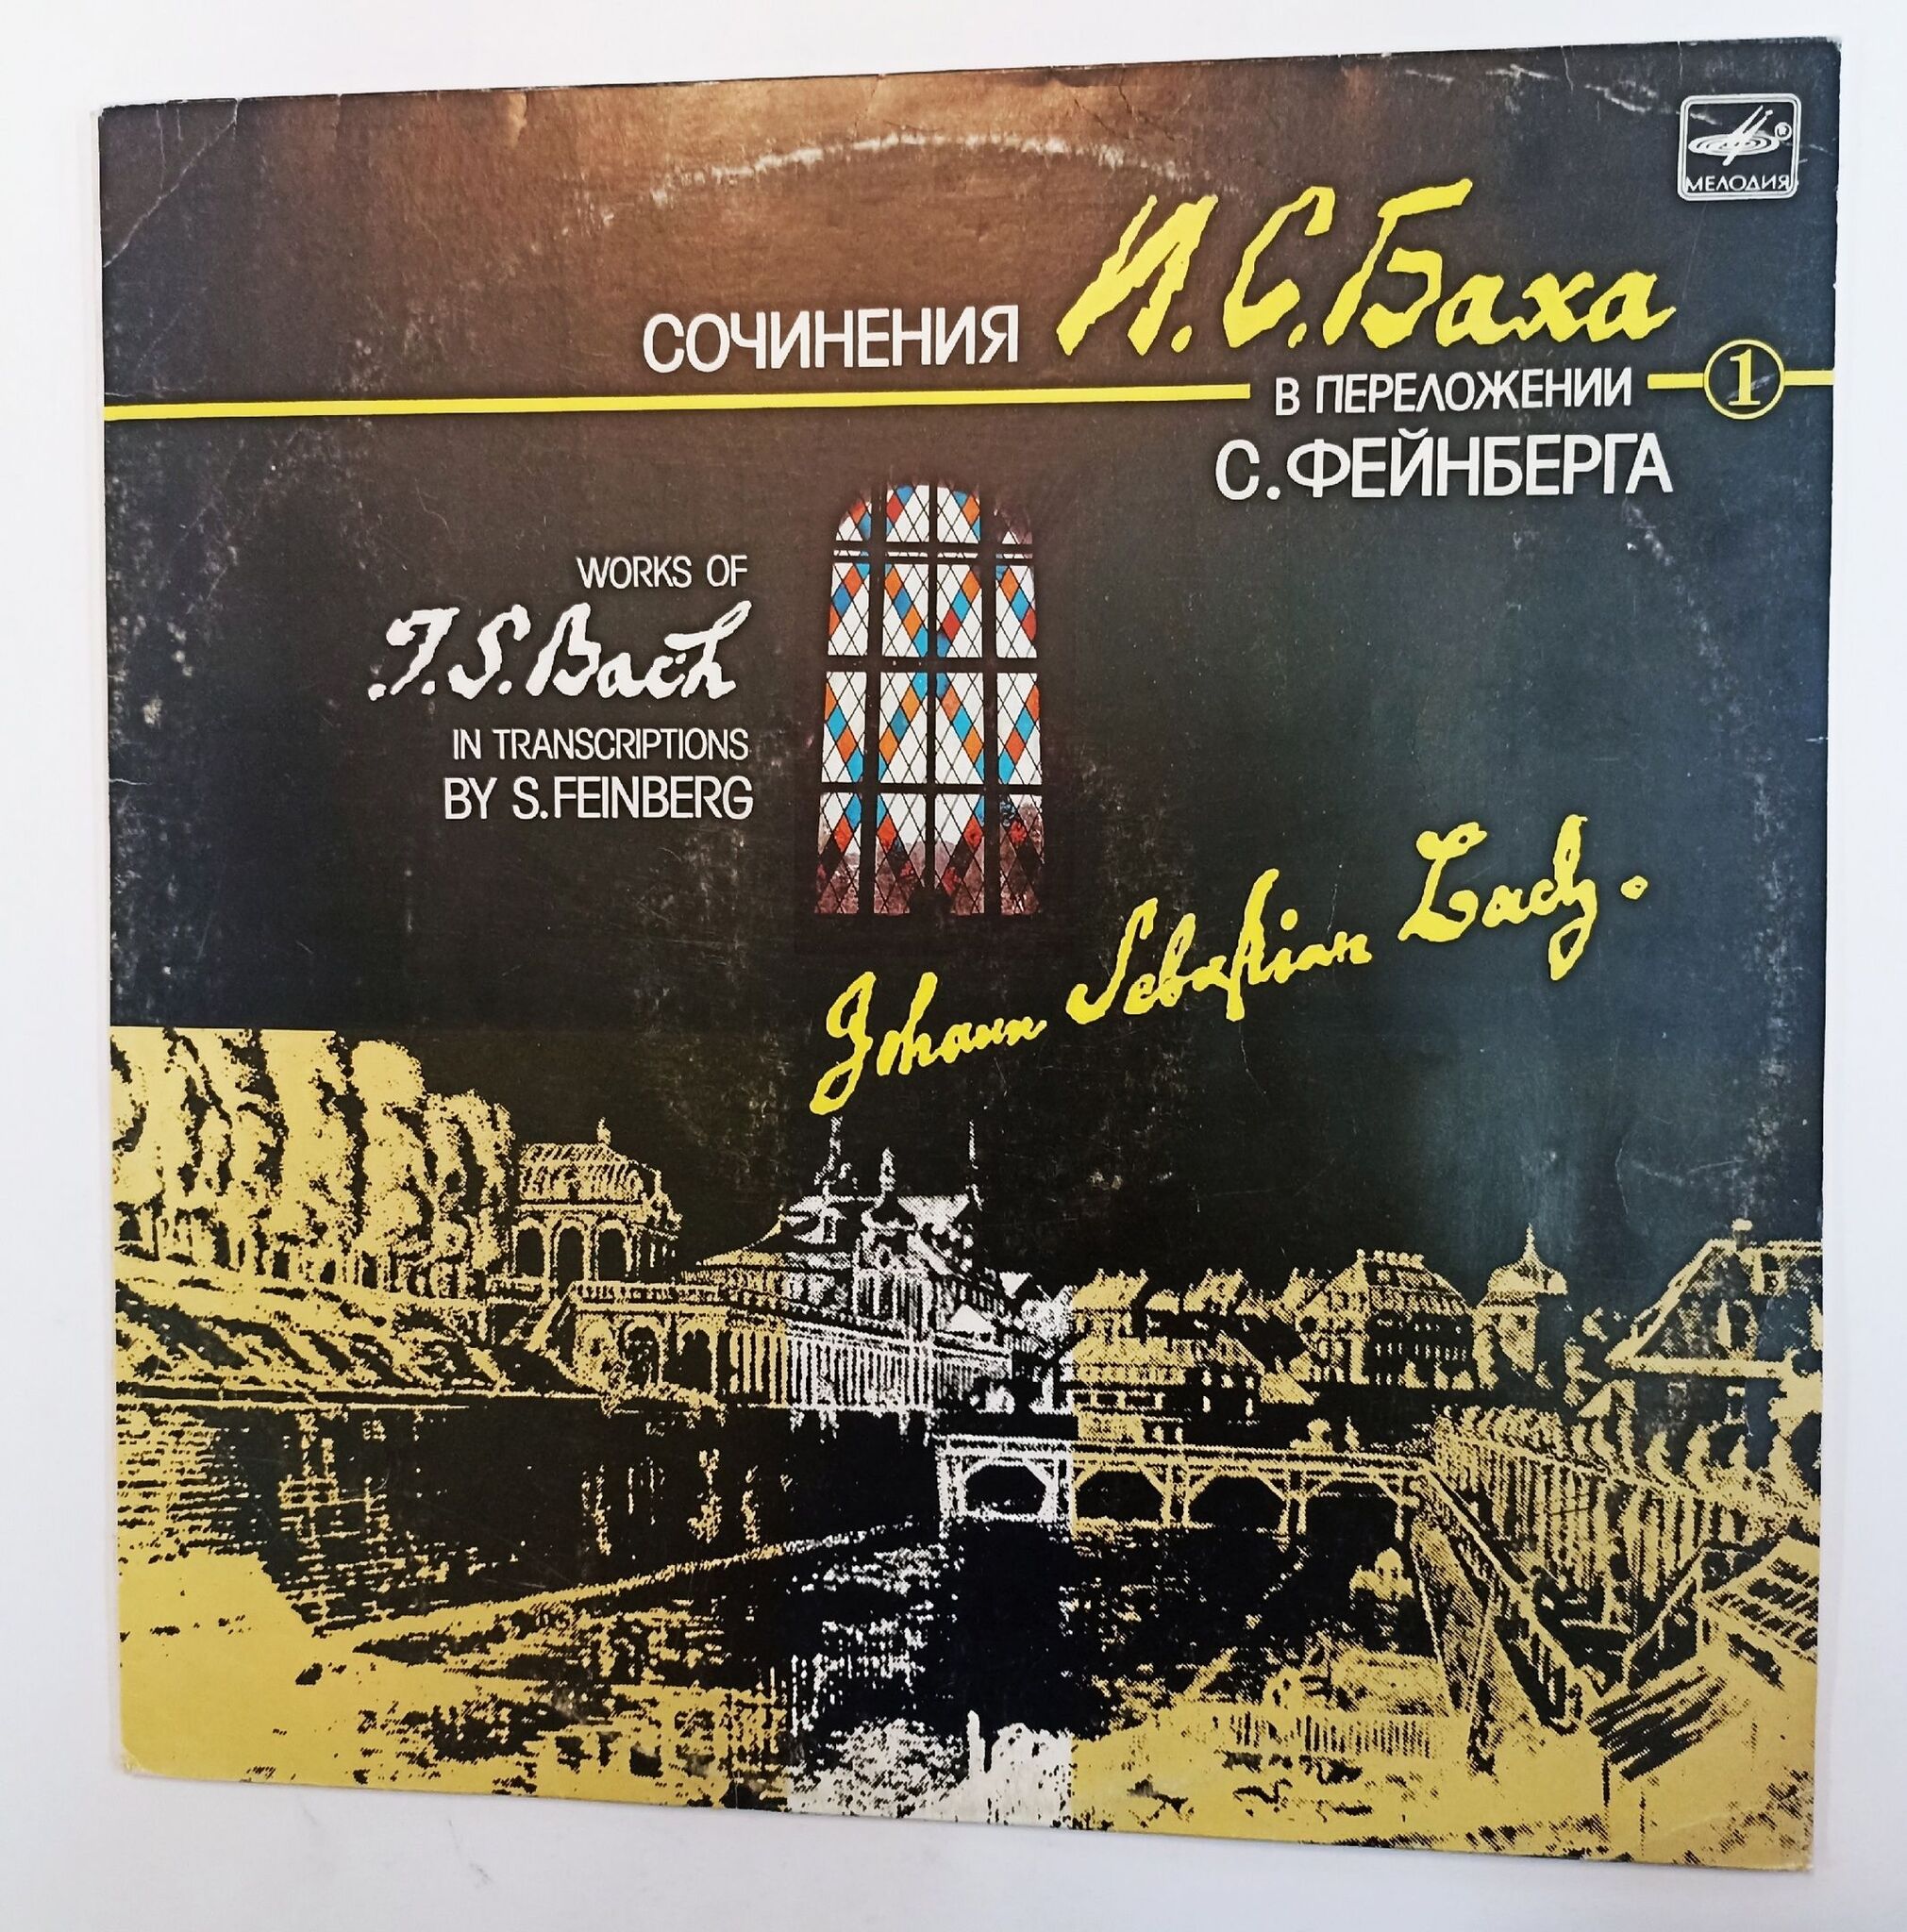 МЕЛОДИЯ
СОЧИНЕНИЯ И.С.Баха
В ПЕРЕЛОЖЕНИИ 1
С.ФЕЙНБЕРГА
WORKS OF
J.S.Bach
IN TRANSCRIPTIONS
BY S.FEINBERG
Johann Sebastian Bach.